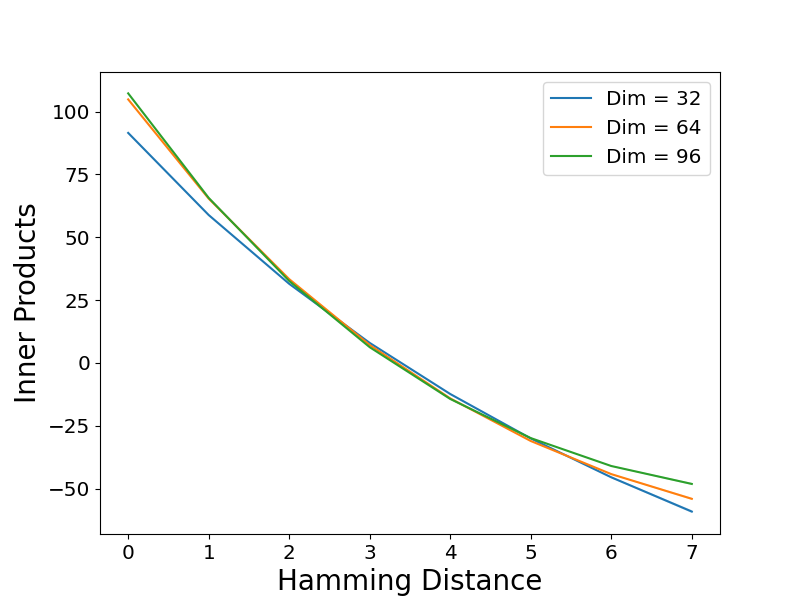 Dim = 32
Dim = 64
Dim = 96
100
75
50
25
0
−25
−50
Inner Products
0 1 2 3 4 5 6 7
Hamming Distance